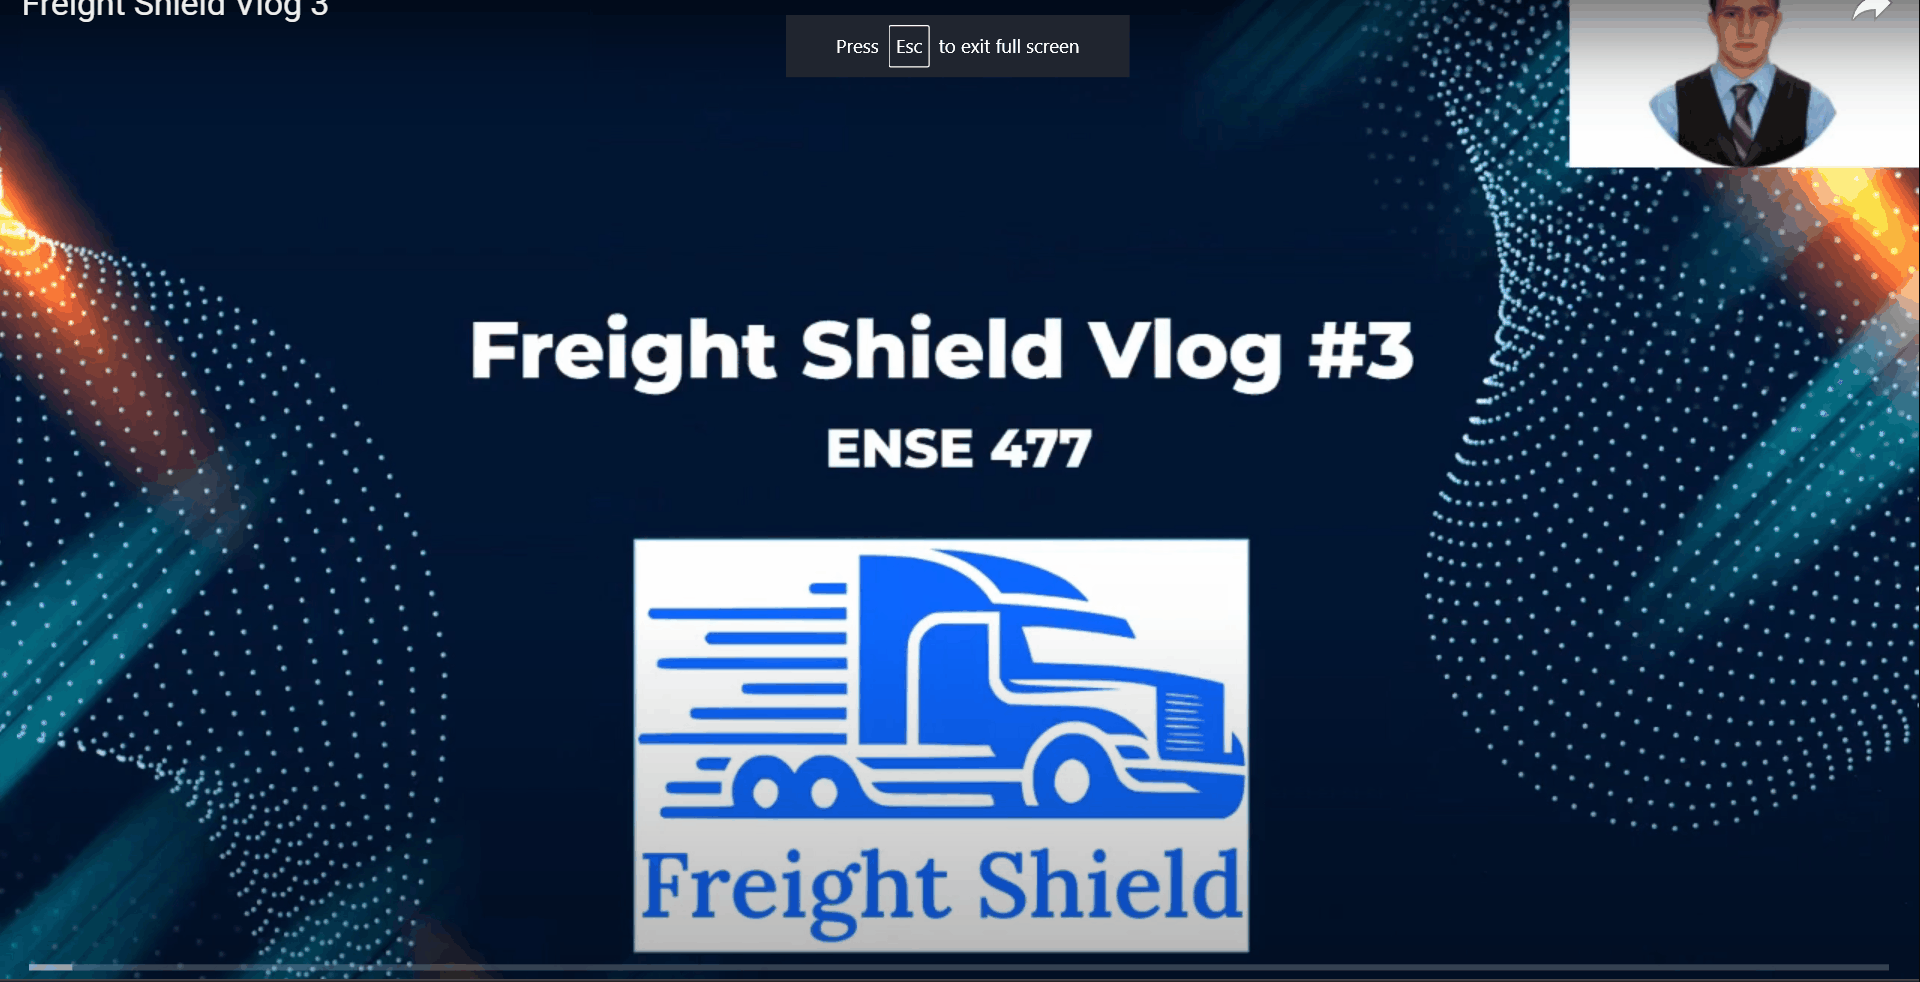 Freight Shield Vlog 3
Press Esc to exit full screen
Freight Shield Vlog #3
ENSE 477
Freight Shield